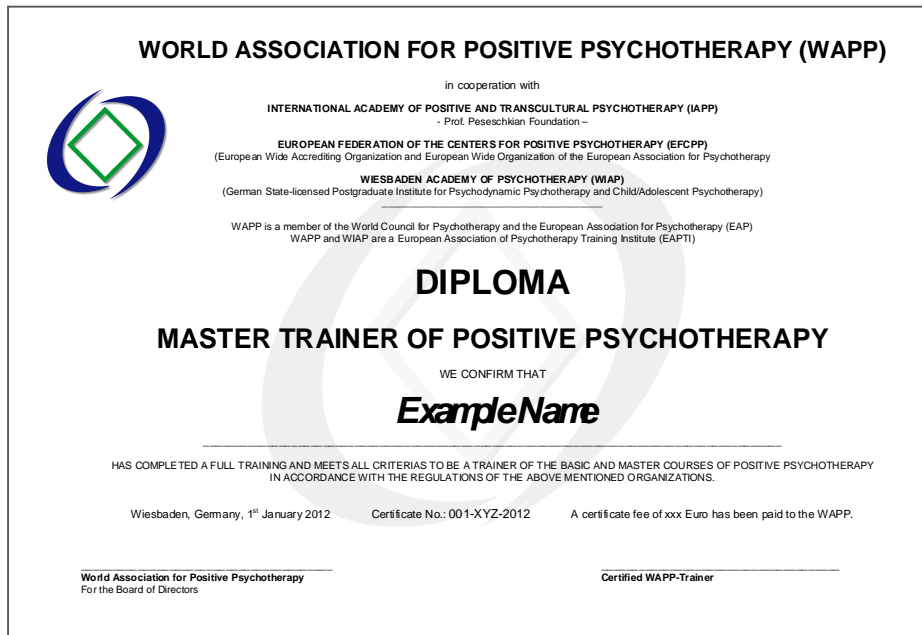 WORLD ASSOCIATION FOR POSITIVE PSYCHOTHERAPY (WAPP)
in cooperation with
INTERNATIONAL ACADEMY OF POSITIVE AND TRANSCULTURAL PSYCHOTHERAPY (IAPP)
- Prof. Peseschkian Foundation –
EUROPEAN FEDERATION OF THE CENTERS FOR POSITIVE PSYCHOTHERAPY (EFCPP)
(European Wide Accrediting Organization and European Wide Organization of the European Association for Psychotherapy
WIESBADEN ACADEMY OF PSYCHOTHERAPY (WIAP)
(German State-licensed Postgraduate Institute for Psychodynamic Psychotherapy and Child/Adolescent Psychotherapy)
WAPP is a member of the World Council for Psychotherapy and the European Association for Psychotherapy (EAP)
WAPP and WIAP are a European Association of Psychotherapy Training Institute (EAPTI)
DIPLOMA
MASTER TRAINER OF POSITIVE PSYCHOTHERAPY
WE CONFIRM THAT
Example Name
HAS COMPLETED A FULL TRAINING AND MEETS ALL CRITERIAS TO BE A TRAINER OF THE BASIC AND MASTER COURSES OF POSITIVE PSYCHOTHERAPY
IN ACCORDANCE WITH THE REGULATIONS OF THE ABOVE MENTIONED ORGANIZATIONS.
Wiesbaden, Germany, 1st January 2012 Certificate No.: 001-XYZ-2012 A certificate fee of xxx Euro has been paid to the WAPP.
World Association for Positive Psychotherapy Certified WAPP-Trainer
For the Board of Directors